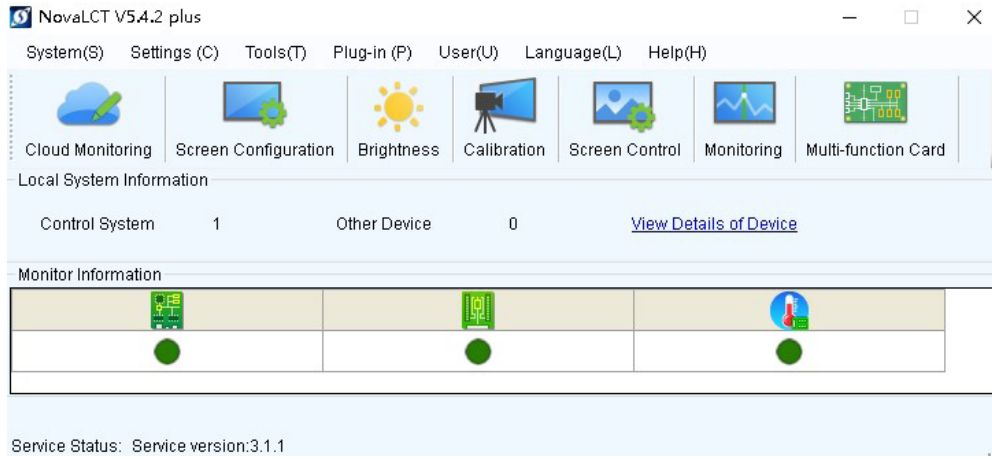 NovaLCT V5.4.2 plus
System(S) Settings (C) Tools(T) Plug-in (P) User(U) Language(L) Help(H)
Cloud Monitoring Screen Configuration Brightness Calibration Screen Control Monitoring Multi-function Card
Local System Information
Control System 1 Other Device 0 View Details of Device
Monitor Information
Service Status: Service version:3.1.1